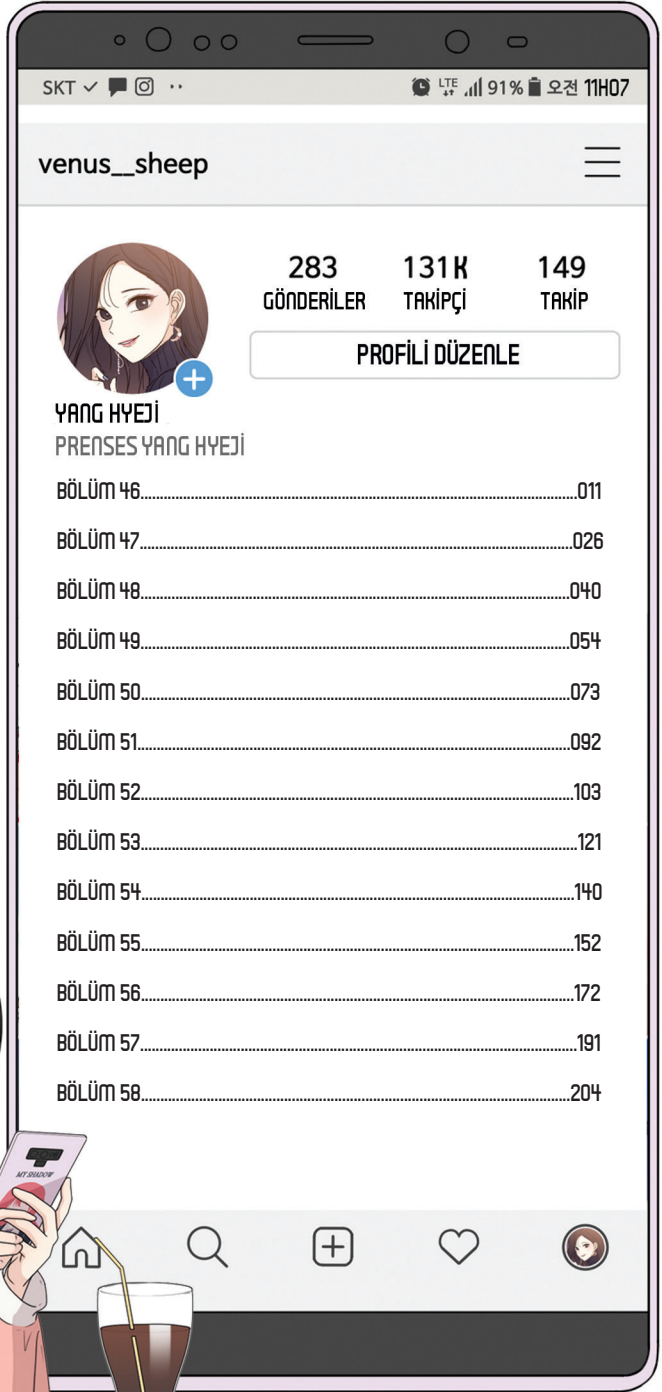 SKT LTE 91% 오전 11H07
venus__sheep
283 131K 149
GÖNDERİLER TAKİPÇİ TAKİP
PROFİLİ DÜZENLE
YANG HYEJİ
PRENSES YANG HYEJİ
BÖLÜM 46...............011
BÖLÜM 47...............026
BÖLÜM 48...............040
BÖLÜM 49...............054
BÖLÜM 50...............073
BÖLÜM 51...............092
BÖLÜM 52...............103
BÖLÜM 53...............121
BÖLÜM 54...............140
BÖLÜM 55...............152
BÖLÜM 56...............172
BÖLÜM 57...............191
BÖLÜM 58...............204
MY SHADOW